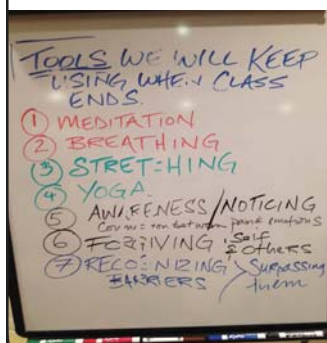 TOOLS WE WILL KEEP
USING WHEN CLASS
ENDS.
① MEDITATION
② BREATHING
③ STRETCHING
④ YOGA.
⑤ AWARENESS/NOTICING
between pain & emotions
⑥ FORGIVING : Self
& OTHERS
⑦ RECOGNIZING > Surpassing
BARRIERS them